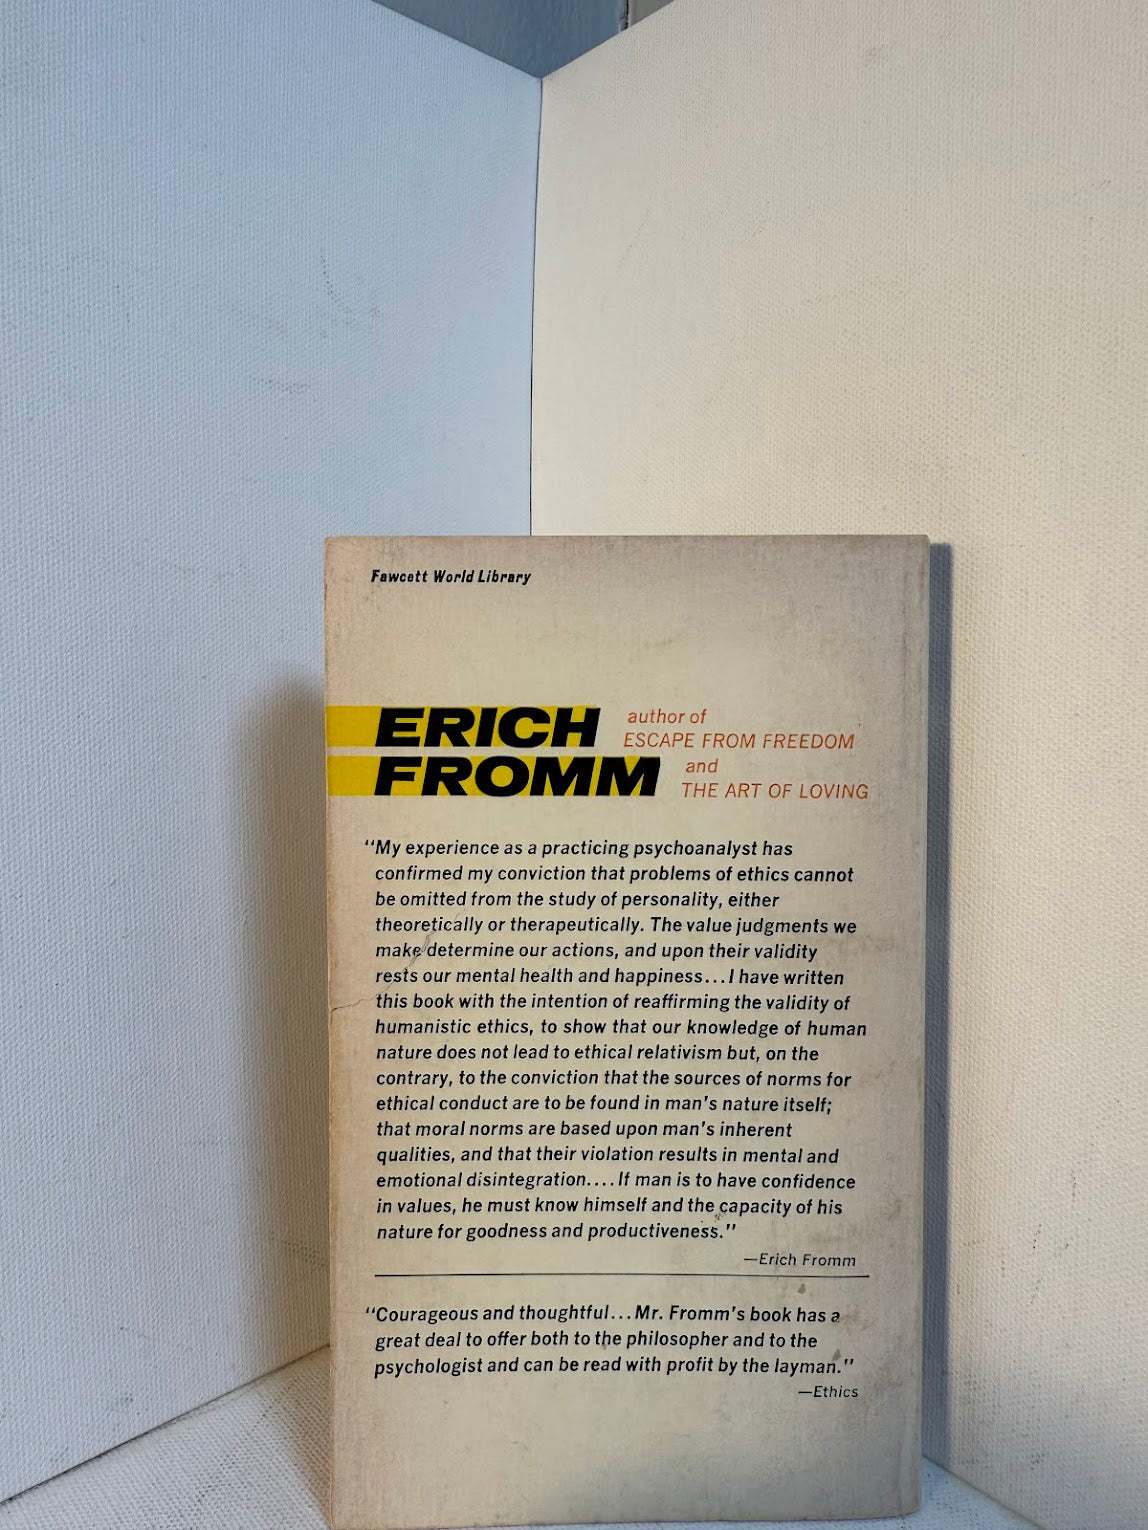 Fawcett World Library
ERICH
FROMM
author of
ESCAPE FROM FREEDOM
and
THE ART OF LOVING
"My experience as a practicing psychoanalyst has
confirmed my conviction that problems of ethics cannot
be omitted from the study of personality, either
theoretically or therapeutically. The value judgments we
make determine our actions, and upon their validity
rests our mental health and happiness...I have written
this book with the intention of reaffirming the validity of
humanistic ethics, to show that our knowledge of human
nature does not lead to ethical relativism but, on the
contrary, to the conviction that the sources of norms for
ethical conduct are to be found in man's nature itself;
that moral norms are based upon man's inherent
qualities, and that their violation results in mental and
emotional disintegration....If man is to have confidence
in values, he must know himself and the capacity of his
nature for goodness and productiveness."
—Erich Fromm
"Courageous and thoughtful...Mr. Fromm's book has a
great deal to offer both to the philosopher and to the
psychologist and can be read with profit by the layman."
—Ethics